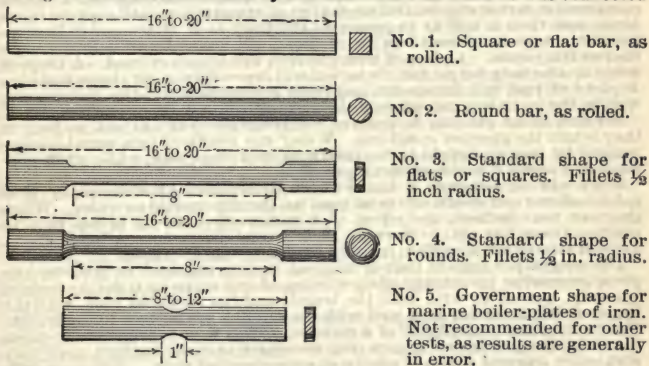 16" to 20"
No. 1. Square or flat bar, as
rolled.
16" to 20"
No. 2. Round bar, as rolled.
16" to 20"
8"
No. 3. Standard shape for
flats or squares. Fillets ½
inch radius.
16" to 20"
8"
No. 4. Standard shape for
rounds. Fillets ½ in. radius.
8" to 12"
1"
No. 5. Government shape for
marine boiler-plates of iron.
Not recommended for other
tests, as results are generally
in error.